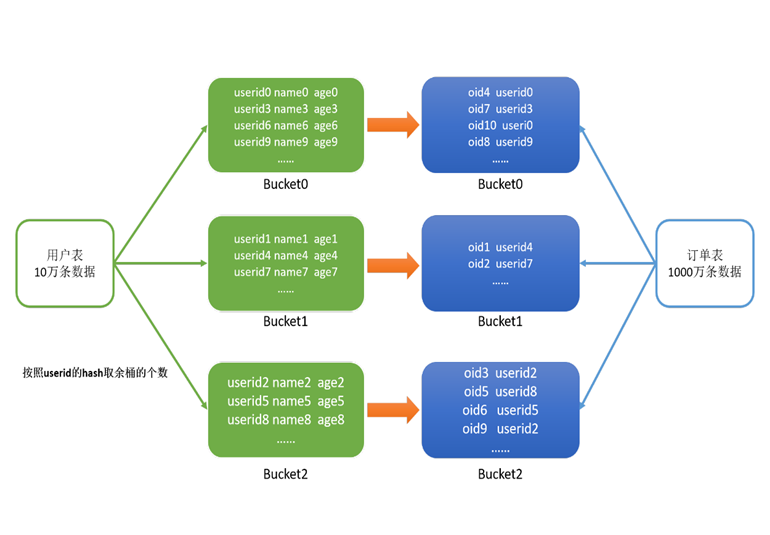 用户表
10万条数据
按照userid的hash取余桶的个数
userid0 name0 age0
userid3 name3 age3
userid6 name6 age6
userid9 name9 age9
……
Bucket0
userid1 name1 age1
userid4 name4 age4
userid7 name7 age7
……
Bucket1
userid2 name2 age2
userid5 name5 age5
userid8 name8 age8
……
Bucket2
oid4 userid0
oid7 userid3
oid10 useri0
oid8 userid9
……
Bucket0
oid1 userid4
oid2 userid7
……
Bucket1
oid3 userid2
oid5 userid8
oid6 userid5
oid9 userid2
……
Bucket2
订单表
1000万条数据